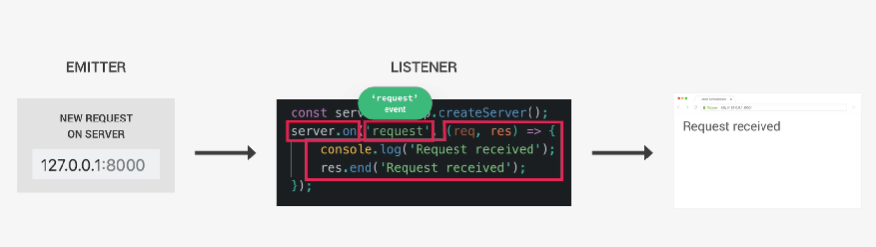 EMITTER
LISTENER
NEW REQUEST
ON SERVER
127.0.0.1:8000
'request'
event
const serv p.createServer();
server.on('request', (req, res) => {
console.log('Request received');
res.end('Request received');
});
Request received